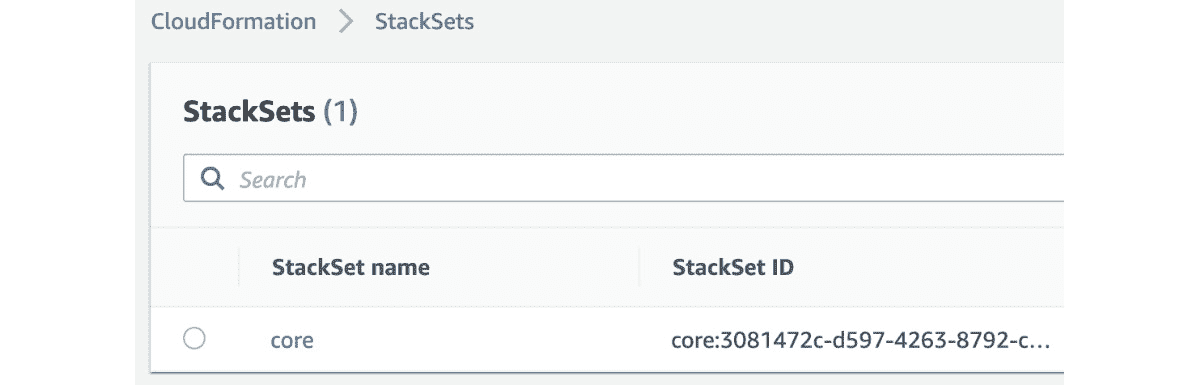 CloudFormation > StackSets
StackSets (1)
Search
StackSet name StackSet ID
core core:3081472c-d597-4263-8792-c...